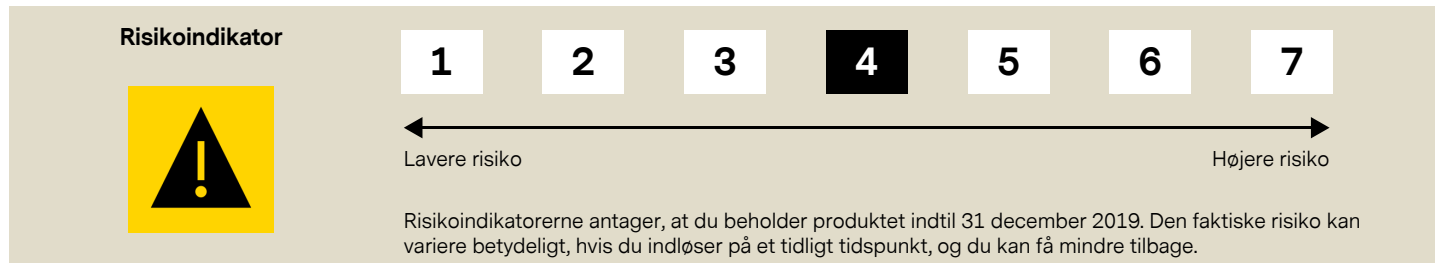 Risikoindikator
1 2 3 4 5 6 7
!
Lavere risiko Højere risiko
Risikoindikatorerne antager, at du beholder produktet indtil 31 december 2019. Den faktiske risiko kan
variere betydeligt, hvis du indløser på et tidligt tidspunkt, og du kan få mindre tilbage.